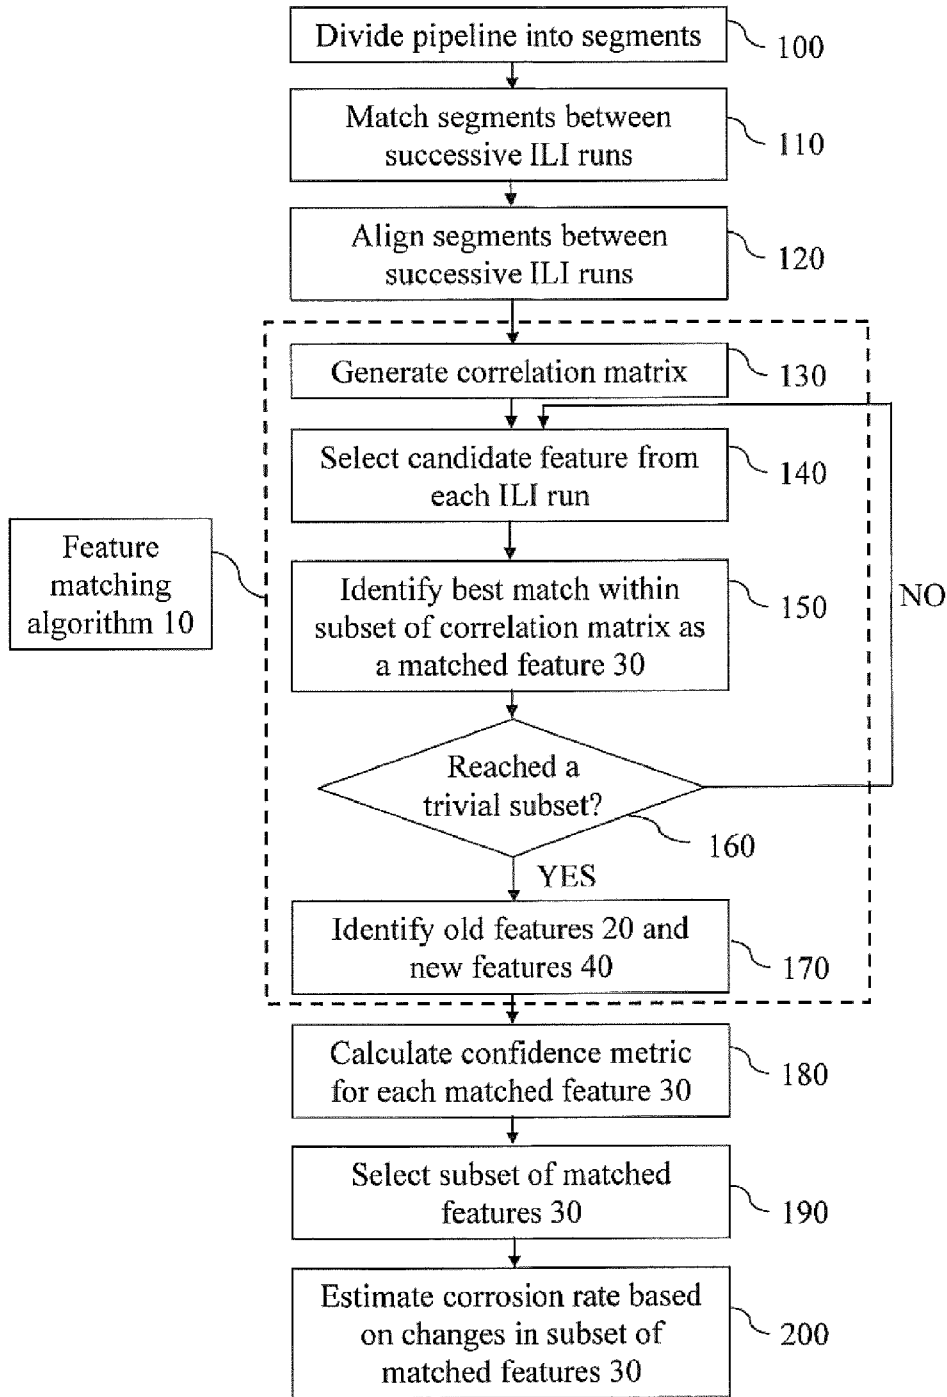 Divide pipeline into segments
100
Match segments between
successive ILI runs
110
Align segments between
successive ILI runs
120
Generate correlation matrix
130
Select candidate feature from
each ILI run
140
Feature
matching
algorithm 10
Identify best match within
subset of correlation matrix as
a matched feature 30
150
NO
Reached a
trivial subset?
160
YES
Identify old features 20 and
new features 40
170
Calculate confidence metric
for each matched feature 30
180
Select subset of matched
features 30
190
Estimate corrosion rate based
on changes in subset of
matched features 30
200